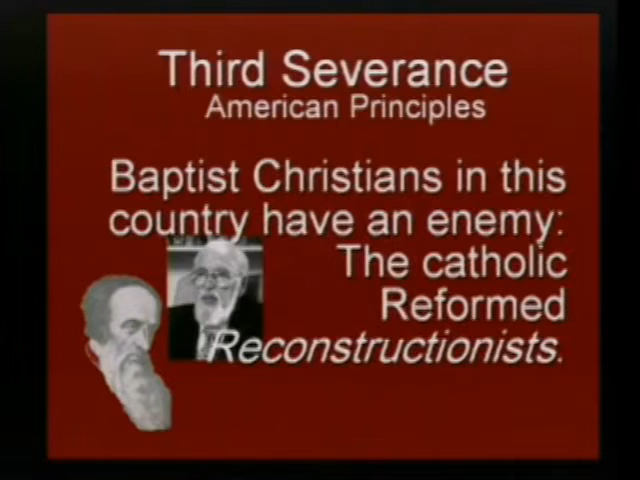 Third Severance
American Principles
Baptist Christians in this
country have an enemy:
The catholic
Reformed
Reconstructionists.